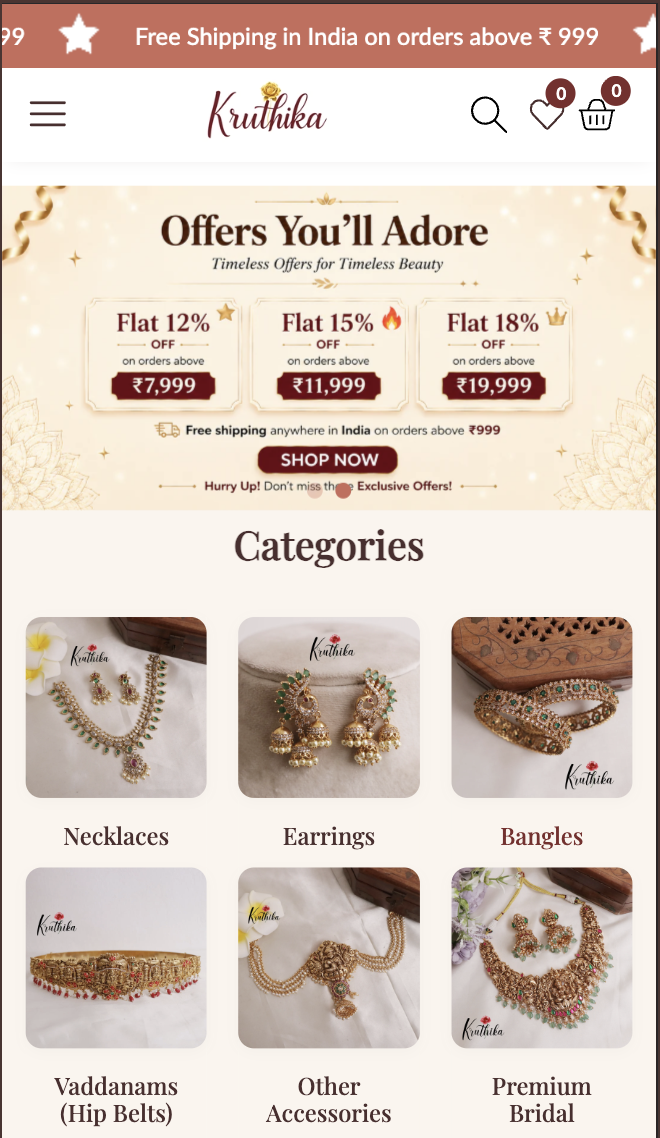 99
Free Shipping in India on orders above ₹ 999
Kruthika
0
0
Offers You'll Adore
Timeless Offers for Timeless Beauty
Flat 12%
OFF
on orders above
₹7,999
Flat 15%
OFF
on orders above
₹11,999
Flat 18%
OFF
on orders above
₹19,999
Free shipping anywhere in India on orders above ₹999
SHOP NOW
Hurry Up! Don't miss these Exclusive Offers!
Categories
Kruthika
Kruthika
Kruthika
Necklaces
Earrings
Bangles
Kruthika
Kruthika
Kruthika
Vaddanams
(Hip Belts)
Other
Accessories
Premium
Bridal